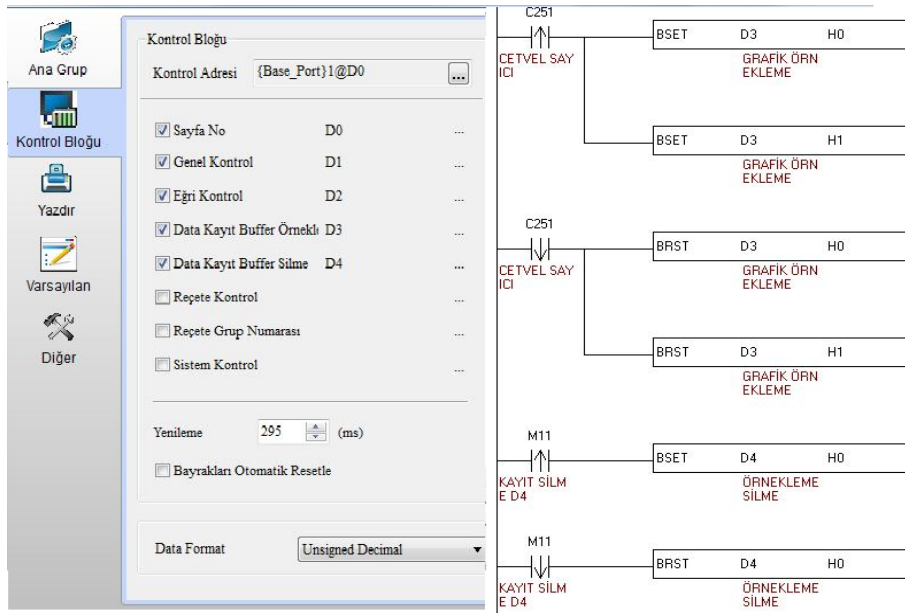 Ana Grup
Kontrol Bloğu
Yazdır
Varsayılan
Diğer
Kontrol Bloğu
Kontrol Adresi {Base_Port}1@D0 ...
Sayfa No D0 ...
Genel Kontrol D1 ...
Eğri Kontrol D2 ...
Data Kayıt Buffer Örnekl D3 ...
Data Kayıt Buffer Silme D4 ...
Reçete Kontrol ...
Reçete Grup Numarası ...
Sistem Kontrol ...
Yenileme 295 (ms)
Bayrakları Otomatik Resetle
Data Format Unsigned Decimal
C251
CETVEL SAY
ICI
BSET D3 H0
GRAFİK ÖRN
EKLEME
BSET D3 H1
GRAFİK ÖRN
EKLEME
C251
CETVEL SAY
ICI
BRST D3 H0
GRAFİK ÖRN
EKLEME
BRST D3 H1
GRAFİK ÖRN
EKLEME
M11
KAYIT SİLM
E D4
BSET D4 H0
ÖRNEKLEME
SİLME
M11
KAYIT SİLM
E D4
BRST D4 H0
ÖRNEKLEME
SİLME